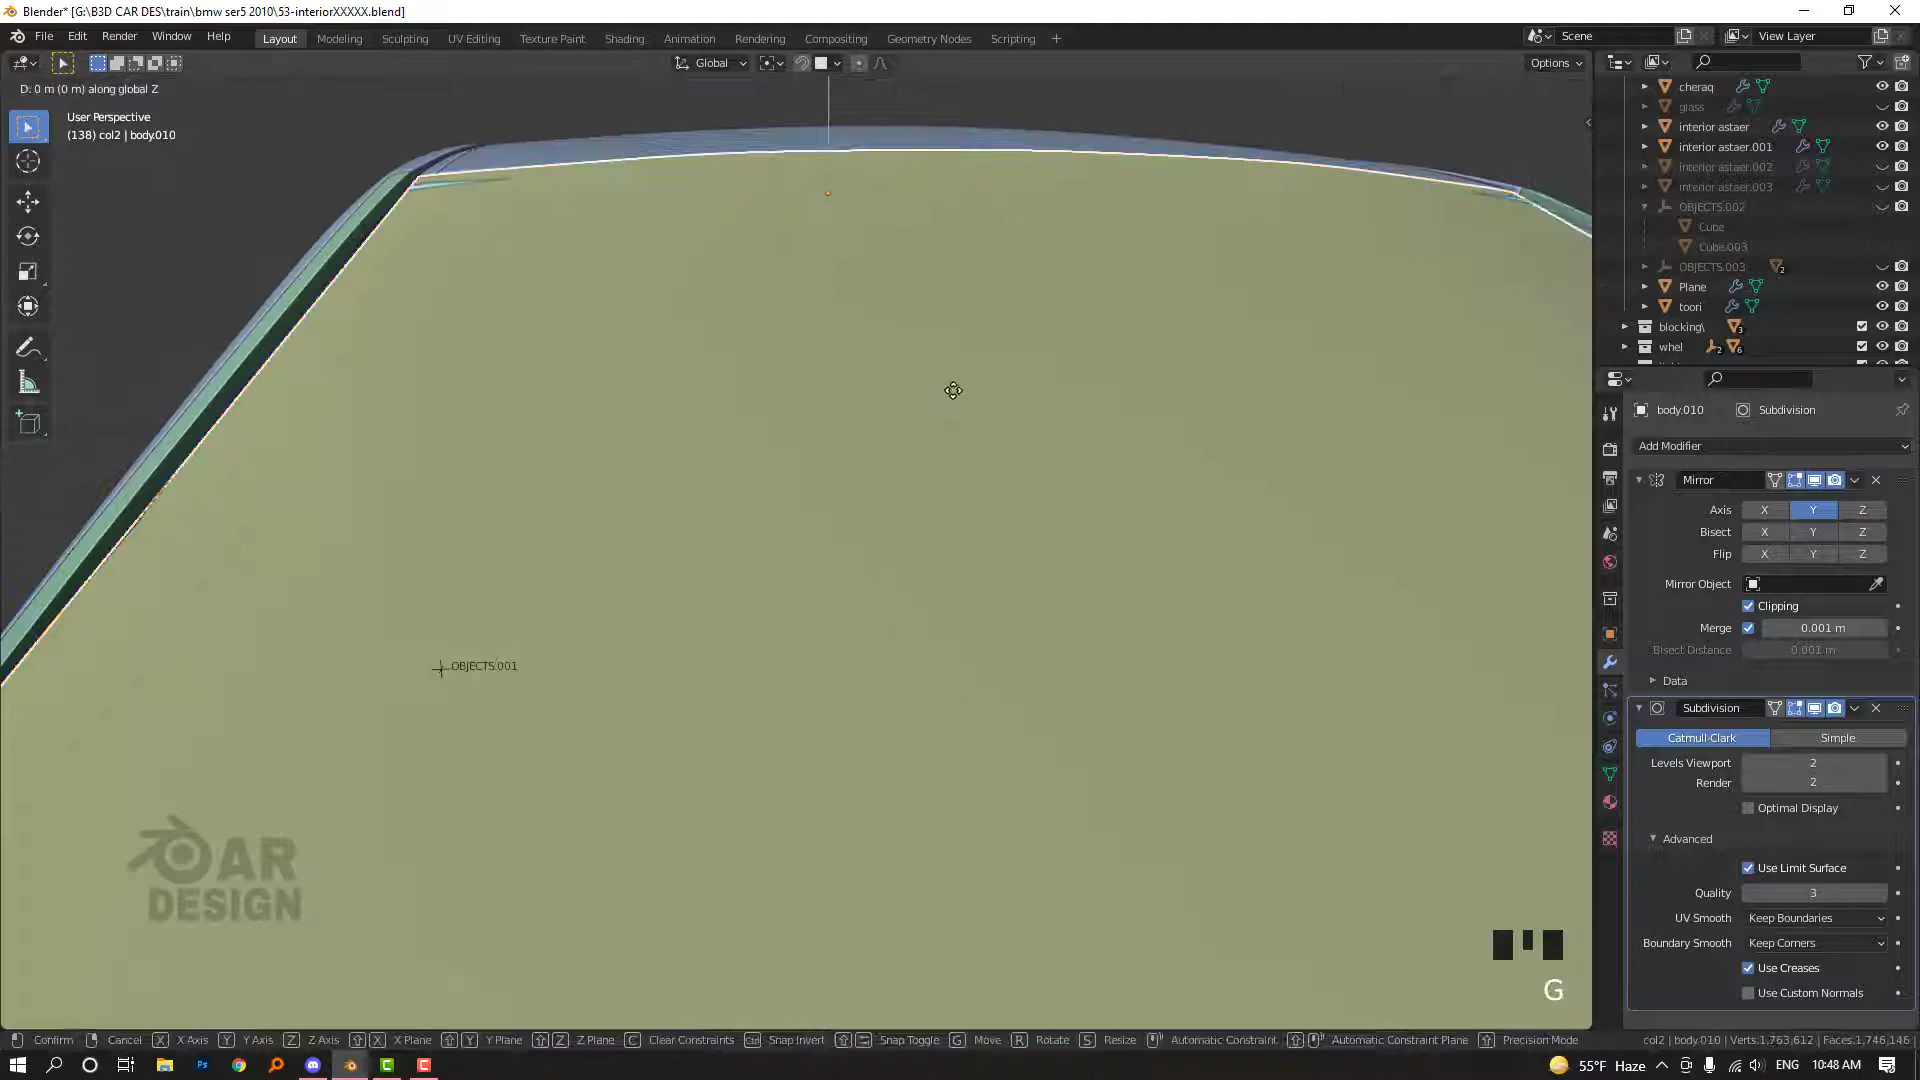 Blender* [G:\B3D CAR DES\train\bmw ser5 2010\53-interiorXXXXX.blend]
File Edit Render Window Help Layout Modeling Sculpting UV Editing Texture Paint Shading Animation Rendering Compositing Geometry Nodes Scripting + Scene View Layer
Global Options
D: 0 m (0 m) along global Z
User Perspective
(138) col2 | body.010
cheraq
glass
interior astaer
interior astaer.001
interior astaer.002
interior astaer.003
OBJECTS.002
Cube
Cube.003
OBJECTS.003 2
Plane
toori
blocking\ 3
whel 2 6
body.010 Subdivision
Add Modifier
Mirror
Axis X Y Z
Bisect X Y Z
Flip X Y Z
Mirror Object
Clipping
Merge 0.001 m
Bisect Distance 0.001 m
Data
Subdivision
Catmull-Clark Simple
Levels Viewport 2
Render 2
Optimal Display
Advanced
Use Limit Surface
Quality 3
UV Smooth Keep Boundaries
Boundary Smooth Keep Corners
Use Creases
Use Custom Normals
OBJECTS.001
OAR
DESIGN
G
Confirm Cancel X X Axis Y Y Axis Z Z Axis X X Plane Y Y Plane Z Z Plane C Clear Constraints Ctrl Snap Invert Snap Toggle G Move R Rotate S Resize Automatic Constraint Automatic Constraint Plane Precision Mode col2 | body.010 | Verts:1,763,612 | Faces:1,746,146
55°F Haze ENG 10:48 AM